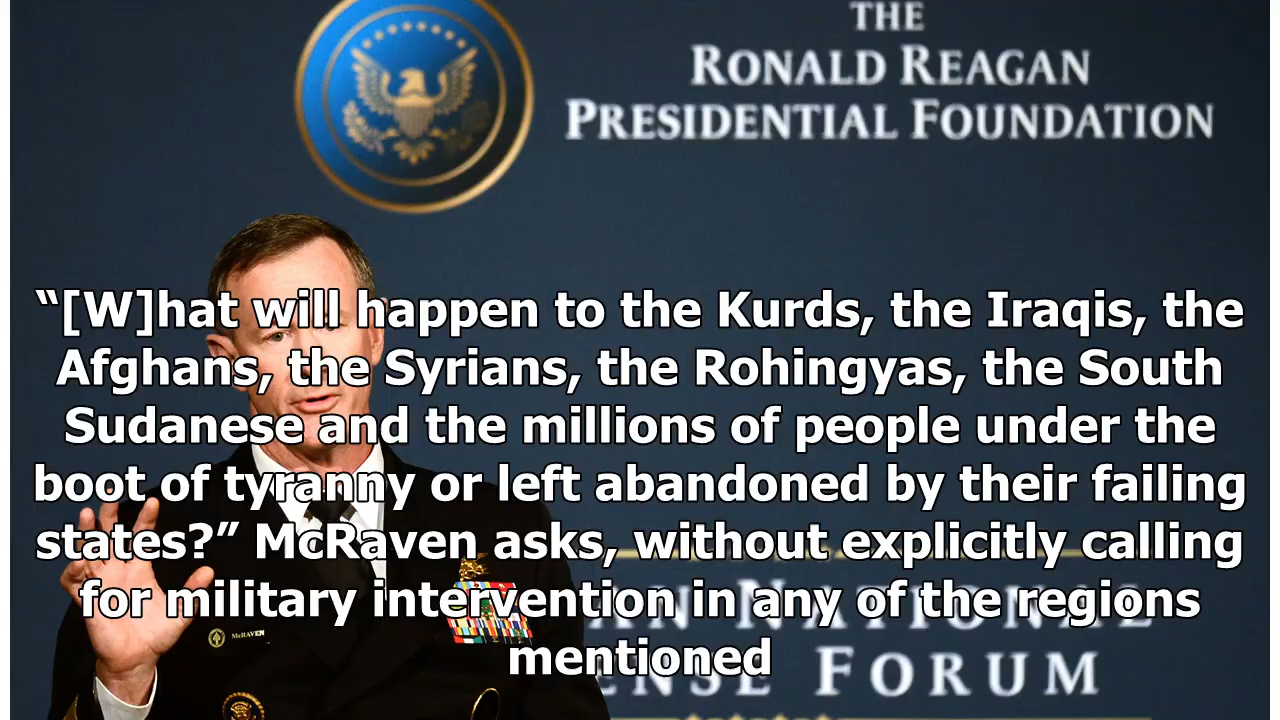 THE
RONALD REAGAN
PRESIDENTIAL FOUNDATION
“[W]hat will happen to the Kurds, the Iraqis, the
Afghans, the Syrians, the Rohingyas, the South
Sudanese and the millions of people under the
boot of tyranny or left abandoned by their failing
states?” McRaven asks, without explicitly calling
for military intervention in any of the regions
mentioned
McRAVEN
NATIONAL
FORUM